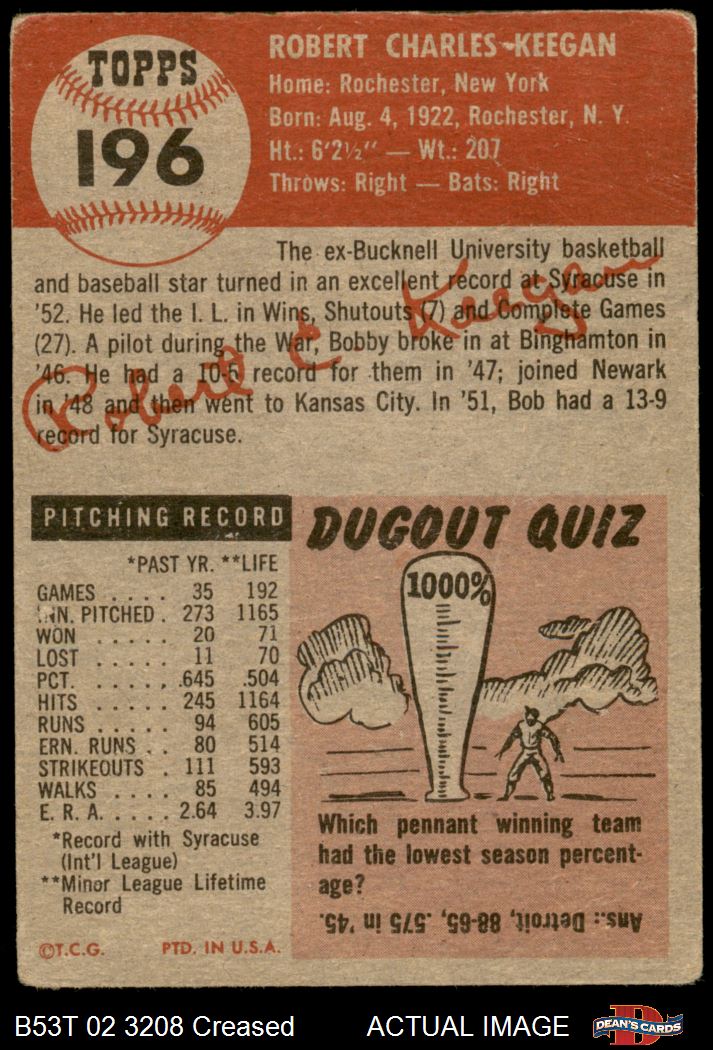 TOPPS
196
ROBERT CHARLES KEEGAN
Home: Rochester, New York
Born: Aug. 4, 1922, Rochester, N. Y.
Ht.: 6'2½" — Wt.: 207
Throws: Right — Bats: Right
The ex-Bucknell University basketball
and baseball star turned in an excellent record at Syracuse in
'52. He led the I. L. in Wins, Shutouts (7) and Complete Games
(27). A pilot during the War, Bobby broke in at Binghamton in
'46. He had a 10-5 record for them in '47; joined Newark
in '48 and then went to Kansas City. In '51, Bob had a 13-9
record for Syracuse.
Robert C. Keegan
PITCHING RECORD
*PAST YR. **LIFE
GAMES . . . . 35 192
INN. PITCHED . 273 1165
WON . . . . . 20 71
LOST . . . . . 11 70
PCT. . . . . . .645 .504
HITS . . . . . 245 1164
RUNS . . . . . 94 605
ERN. RUNS . . 80 514
STRIKEOUTS . 111 593
WALKS . . . . 85 494
E. R. A. . . . . 2.64 3.97
*Record with Syracuse
(Int'l League)
**Minor League Lifetime
Record
©T.C.G. PTD. IN U.S.A.
DUGOUT QUIZ
1000%
Which pennant winning team
had the lowest season percent-
age?
Ans.: Detroit, 88-65, .575 in '45.
B53T 02 3208 Creased ACTUAL IMAGE
D
DEAN'S CARDS